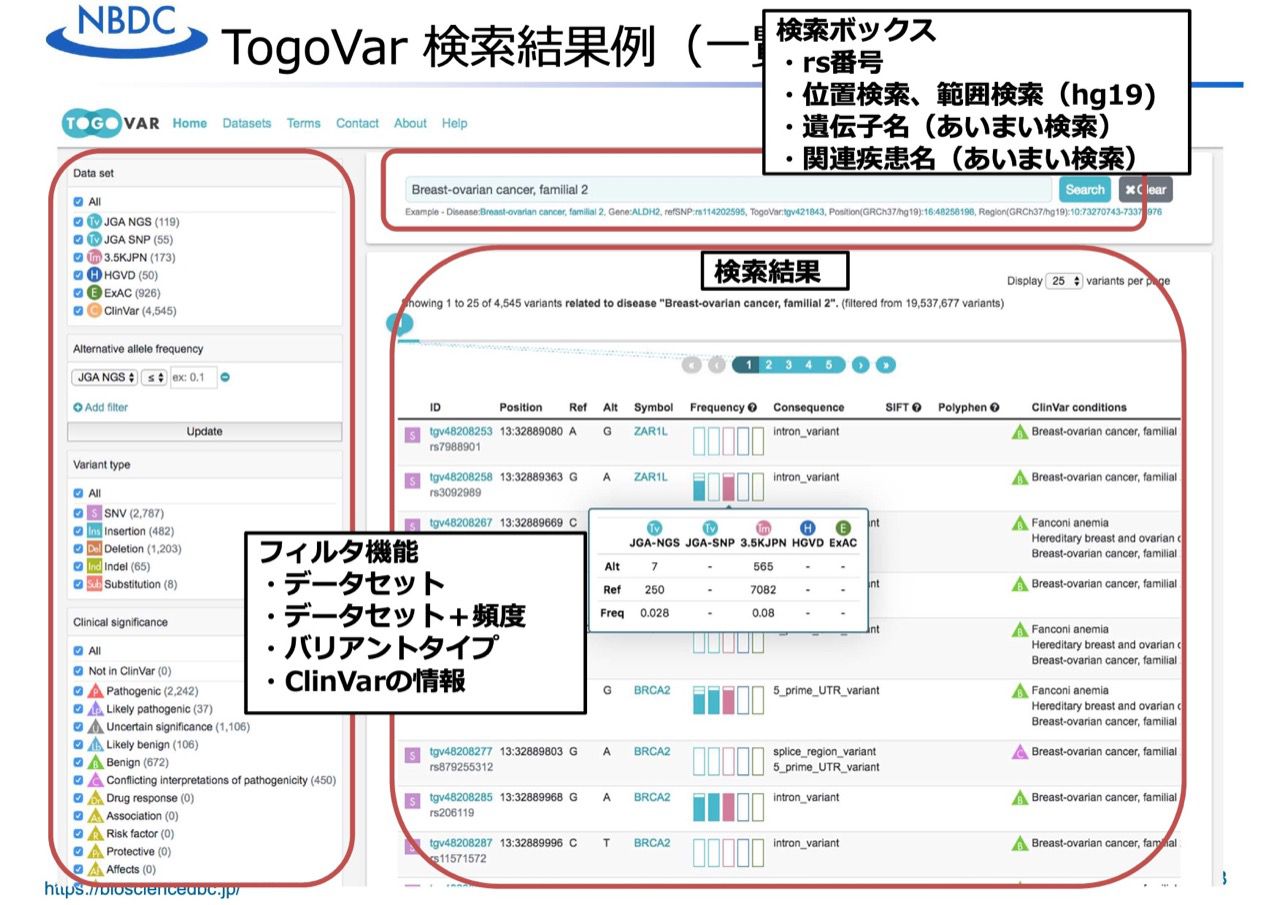 NBDC
TogoVar 検索結果例（一覧
検索ボックス
・rs番号
・位置検索、範囲検索（hg19)
・遺伝子名（あいまい検索）
・関連疾患名（あいまい検索）
TOGO VAR Home Datasets Terms Contact About Help
Data set
All
Tv JGA NGS (119)
Tv JGA SNP (55)
Tm 3.5KJPN (173)
H HGVD (50)
E ExAC (926)
C ClinVar (4,545)
Alternative allele frequency
JGA NGS ≤ ex: 0.1
Add filter
Update
Variant type
All
S SNV (2,787)
Ins Insertion (482)
Del Deletion (1,203)
Ind Indel (65)
Sub Substitution (8)
Clinical significance
All
Not in ClinVar (0)
P Pathogenic (2,242)
Lp Likely pathogenic (37)
U Uncertain significance (1,106)
Lb Likely benign (106)
B Benign (672)
C Conflicting interpretations of pathogenicity (450)
Dr Drug response (0)
As Association (0)
R Risk factor (0)
P Protective (0)
Af Affects (0)
フィルタ機能
・データセット
・データセット＋頻度
・バリアントタイプ
・ClinVarの情報
Breast-ovarian cancer, familial 2 Search ✖Clear
Example - Disease:Breast-ovarian cancer, familial 2, Gene:ALDH2, refSNP:rs114202595, TogoVar:tgv421843, Position(GRCh37/hg19):16:48258198, Region(GRCh37/hg19):10:73270743-7337 976
検索結果
Display 25 variants per page
Showing 1 to 25 of 4,545 variants related to disease "Breast-ovarian cancer, familial 2". (filtered from 19,537,677 variants)
« ‹ 1 2 3 4 5 › »
ID Position Ref Alt Symbol Frequency Consequence SIFT Polyphen ClinVar conditions
S tgv48208253 13:32889080 A G ZAR1L intron_variant B Breast-ovarian cancer, familial
rs7988901
S tgv48208258 13:32889363 G A ZAR1L intron_variant B Breast-ovarian cancer, familial
rs3092989
S tgv48208267 13:32889669 C nt B Fanconi anemia
Hereditary breast and ovarian c
Breast-ovarian cancer, familial
Tv Tv Tm H E
JGA-NGS JGA-SNP 3.5KJPN HGVD ExAC
Alt 7 - 565 - -
Ref 250 - 7082 - -
Freq 0.028 - 0.08 - -
nt B Breast-ovarian cancer, familial
nt B Fanconi anemia
Hereditary breast and ovarian c
Breast-ovarian cancer, familial
G BRCA2 5_prime_UTR_variant B Fanconi anemia
Hereditary breast and ovarian c
Breast-ovarian cancer, familial
S tgv48208277 13:32889803 G A BRCA2 splice_region_variant C Breast-ovarian cancer, familial
rs879255312 5_prime_UTR_variant
S tgv48208285 13:32889968 G A BRCA2 intron_variant B Breast-ovarian cancer, familial
rs206119
S tgv48208287 13:32889996 C T BRCA2 intron_variant B Breast-ovarian cancer, familial
rs11571572
https://biosciencedbc.jp/